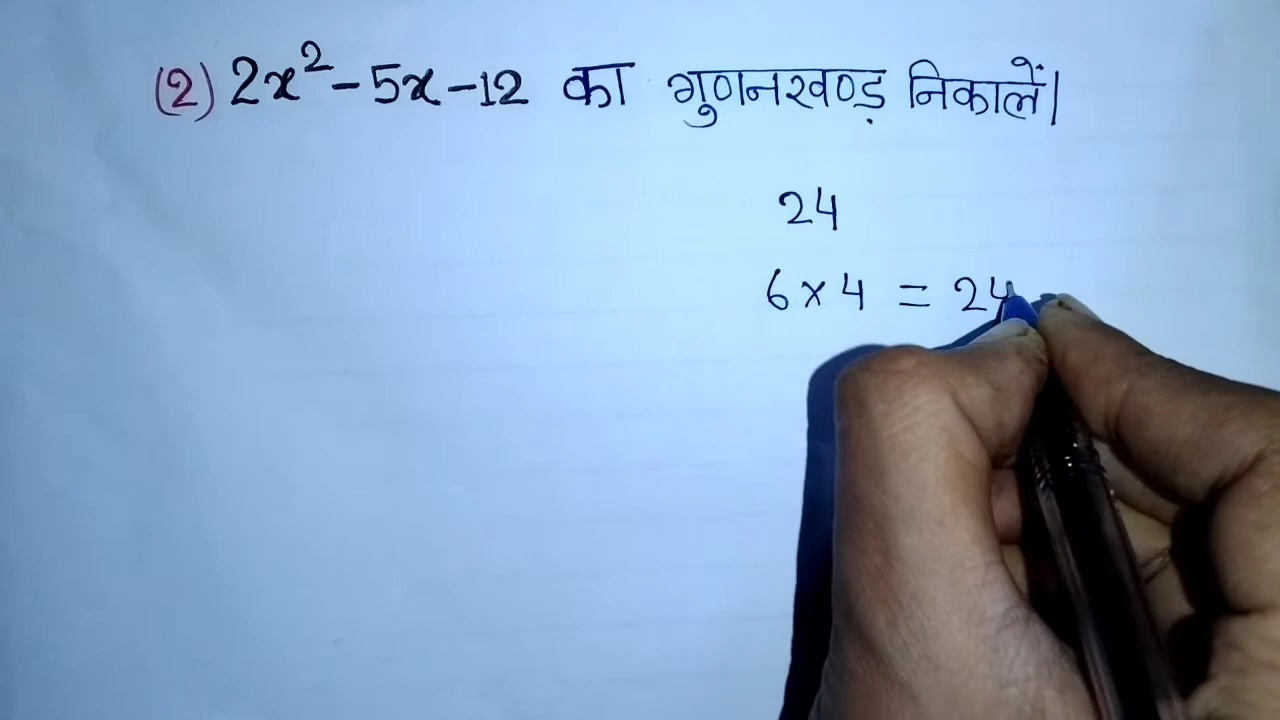 (2) 2x² - 5x - 12 का गुणनखण्ड़ निकालें।
24
6 × 4 = 24